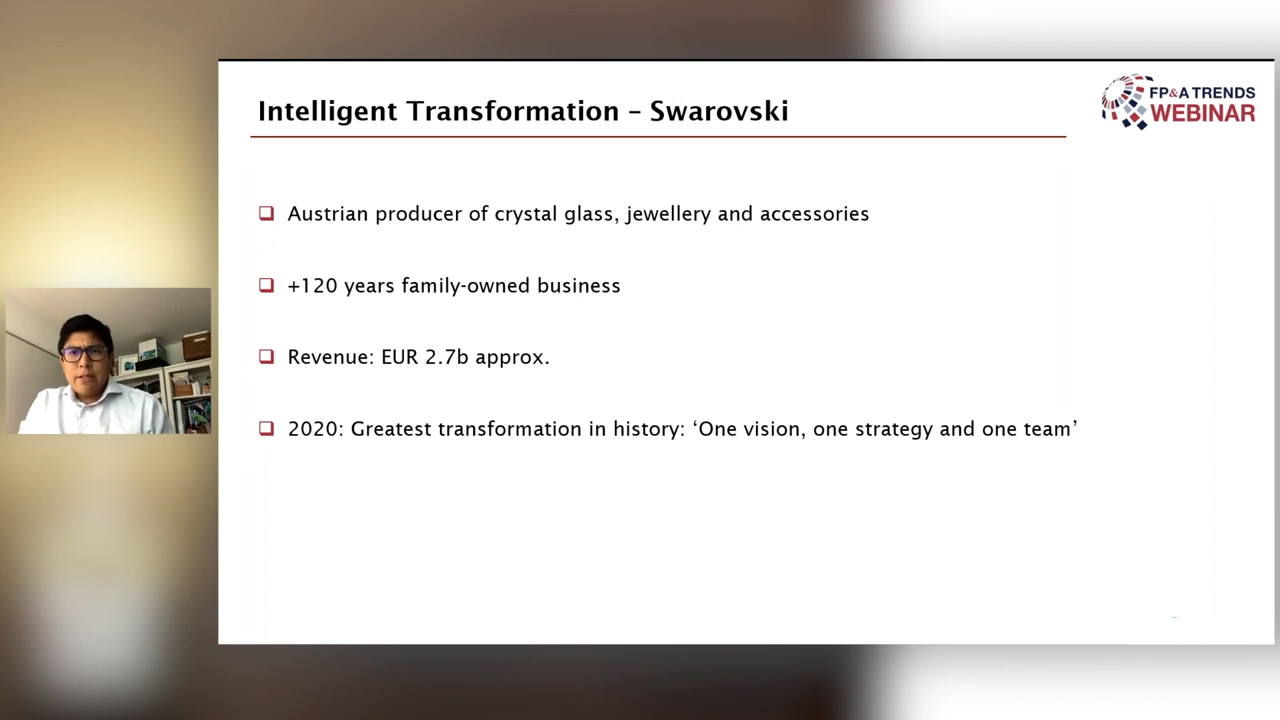 Intelligent Transformation – Swarovski
FP&A TRENDS
WEBINAR
❑ Austrian producer of crystal glass, jewellery and accessories
❑ +120 years family-owned business
❑ Revenue: EUR 2.7b approx.
❑ 2020: Greatest transformation in history: ‘One vision, one strategy and one team’